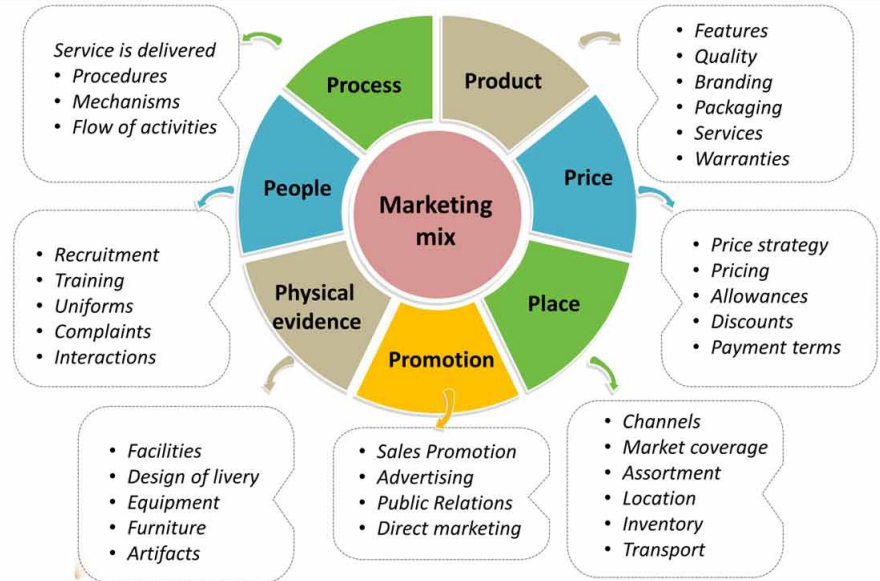 Service is delivered
• Procedures
• Mechanisms
• Flow of activities
Process
Product
• Features
• Quality
• Branding
• Packaging
• Services
• Warranties
People
Marketing
mix
Price
• Recruitment
• Training
• Uniforms
• Complaints
• Interactions
• Price strategy
• Pricing
• Allowances
• Discounts
• Payment terms
Physical
evidence
Promotion
Place
• Facilities
• Design of livery
• Equipment
• Furniture
• Artifacts
• Sales Promotion
• Advertising
• Public Relations
• Direct marketing
• Channels
• Market coverage
• Assortment
• Location
• Inventory
• Transport